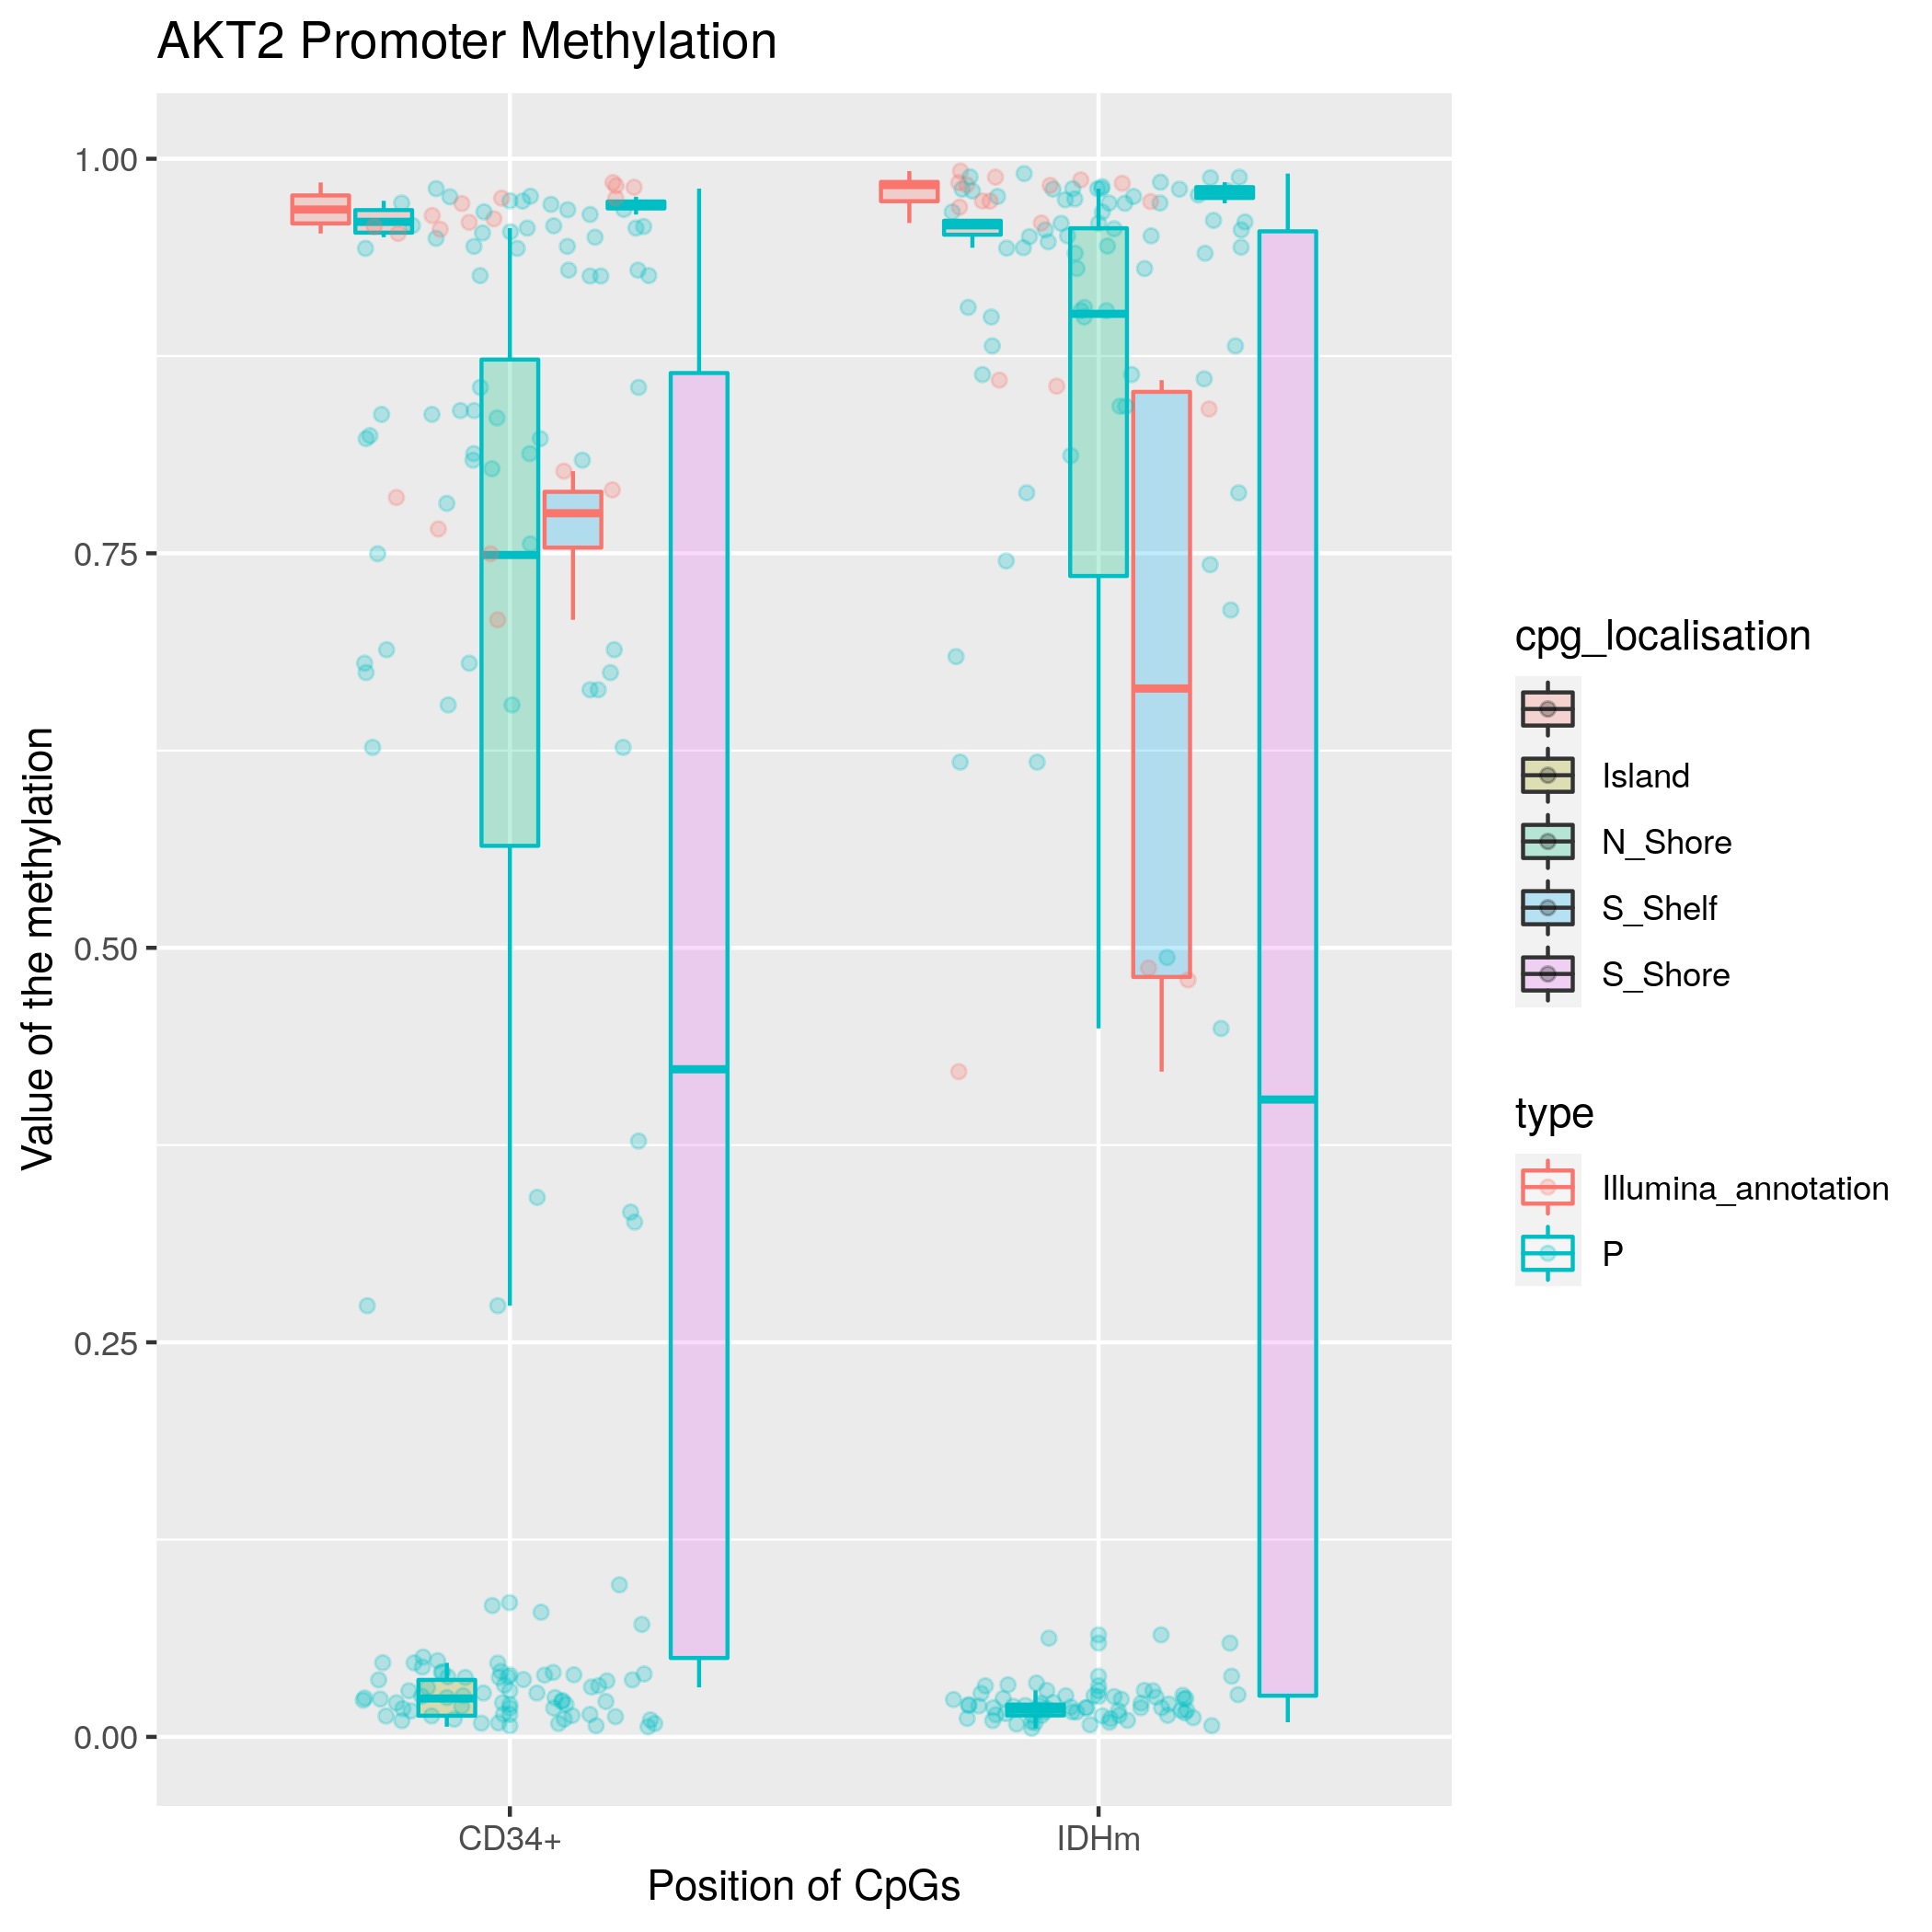 AKT2 Promoter Methylation
Value of the methylation
1.00
0.75
0.50
0.25
0.00
CD34+
IDHm
Position of CpGs
cpg_localisation
Island
N_Shore
S_Shelf
S_Shore
type
Illumina_annotation
P